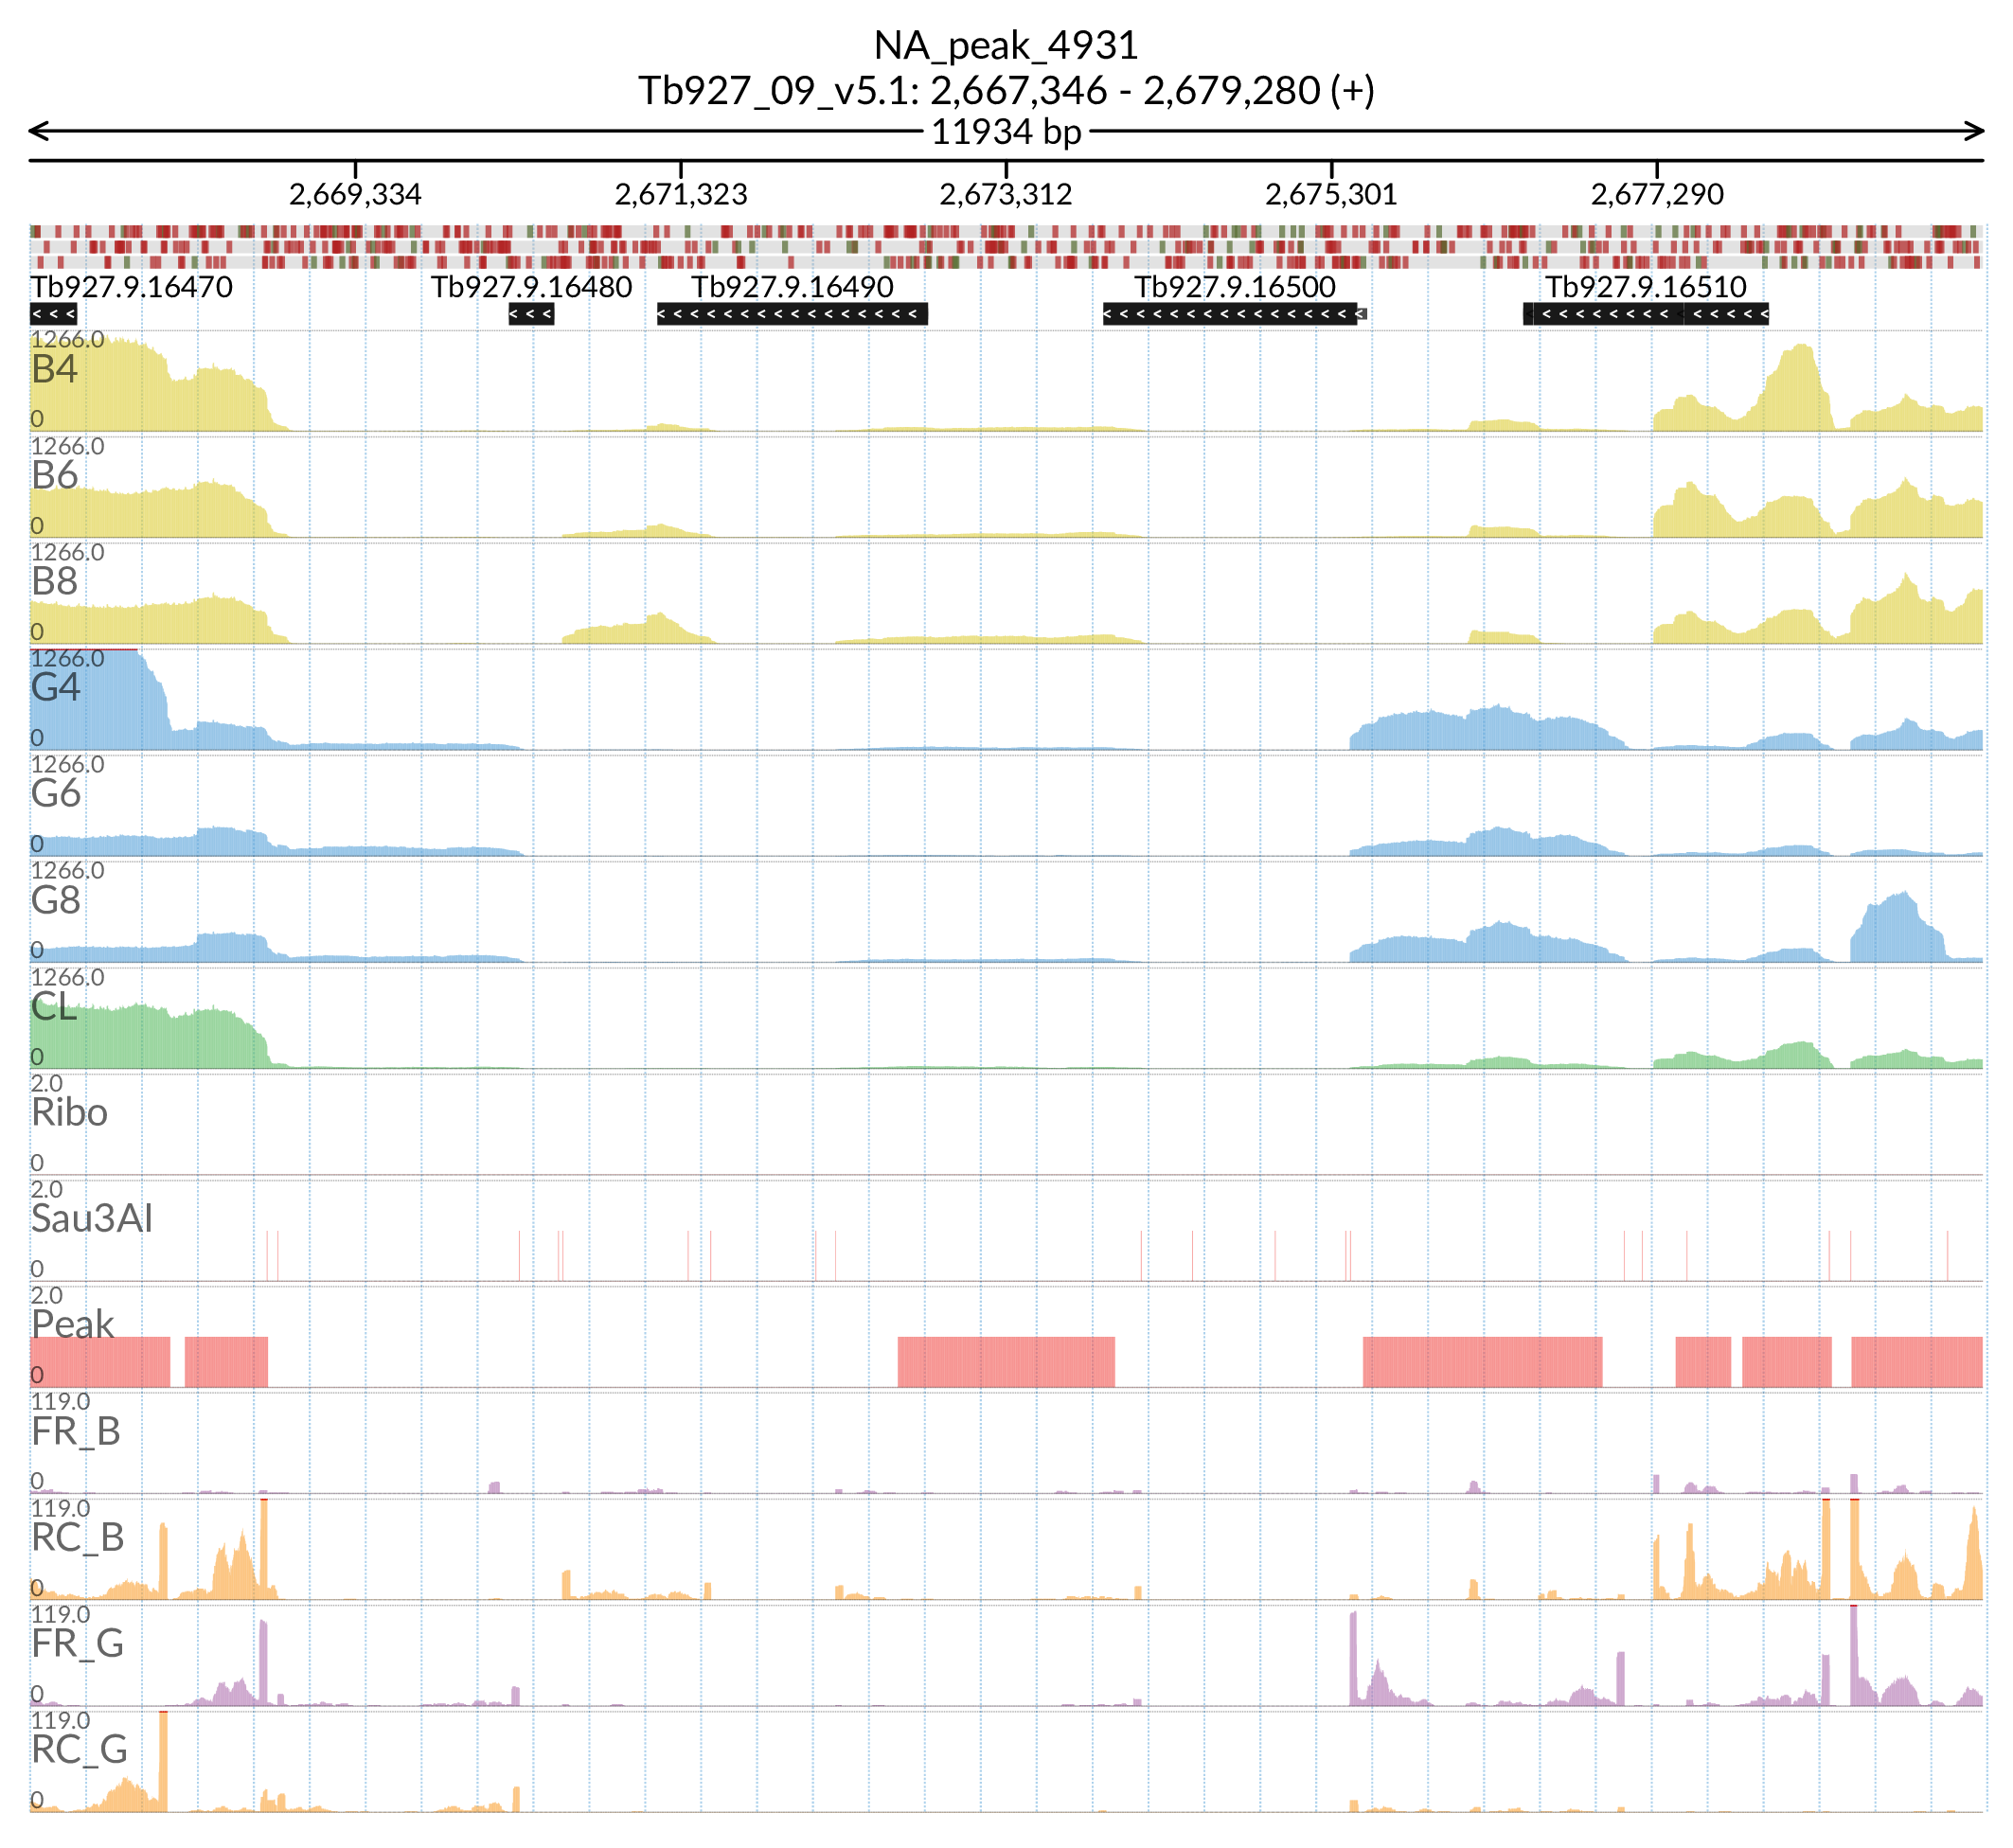 NA_peak_4931
Tb927_09_v5.1: 2,667,346 - 2,679,280 (+)
11934 bp
2,669,334 2,671,323 2,673,312 2,675,301 2,677,290
Tb927.9.16470 Tb927.9.16480 Tb927.9.16490 Tb927.9.16500 Tb927.9.16510
1266.0
B4
0
1266.0
B6
0
1266.0
B8
0
1266.0
G4
0
1266.0
G6
0
1266.0
G8
0
1266.0
CL
0
2.0
Ribo
0
2.0
Sau3AI
0
2.0
Peak
0
119.0
FR_B
0
119.0
RC_B
0
119.0
FR_G
0
119.0
RC_G
0